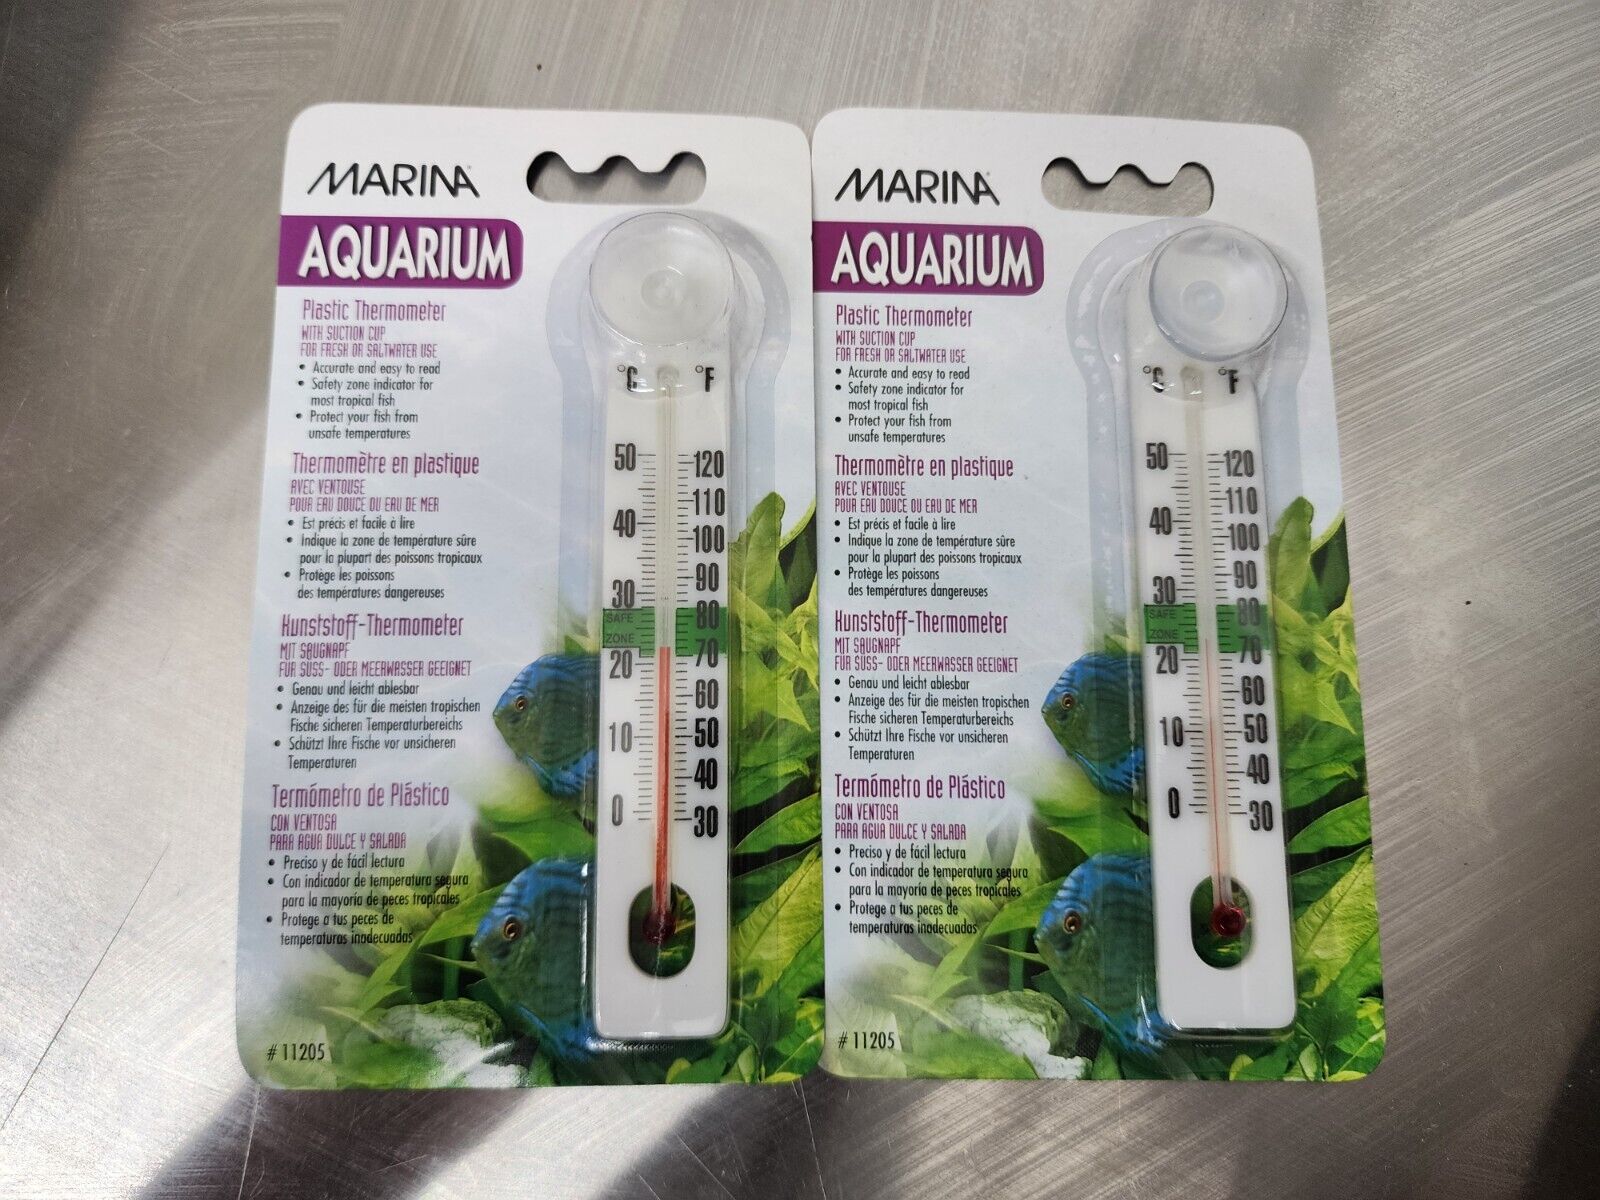 MARINA
AQUARIUM
Plastic Thermometer
WITH SUCTION CUP
FOR FRESH OR SALTWATER USE
• Accurate and easy to read
• Safety zone indicator for
most tropical fish
• Protect your fish from
unsafe temperatures
Thermomètre en plastique
AVEC VENTOUSE
POUR EAU DOUCE OU EAU DE MER
• Est précis et facile à lire
• Indique la zone de température sûre
pour la plupart des poissons tropicaux
• Protège les poissons
des températures dangereuses
Kunststoff-Thermometer
MIT SAUGNAPF
FÜR SÜSS- ODER MEERWASSER GEEIGNET
• Genau und leicht ablesbar
• Anzeige des für die meisten tropischen
Fische sicheren Temperaturbereichs
• Schützt Ihre Fische vor unsicheren
Temperaturen
Termómetro de Plástico
CON VENTOSA
PARA AGUA DULCE Y SALADA
• Preciso y de fácil lectura
• Con indicador de temperatura segura
para la mayoría de peces tropicales
• Protege a tus peces de
temperaturas inadecuadas
# 11205
°C °F
50 120
110
40 100
90
30 80
SAFE
ZONE
20 70
60
10 50
40
0 30
MARINA
AQUARIUM
Plastic Thermometer
WITH SUCTION CUP
FOR FRESH OR SALTWATER USE
• Accurate and easy to read
• Safety zone indicator for
most tropical fish
• Protect your fish from
unsafe temperatures
Thermomètre en plastique
AVEC VENTOUSE
POUR EAU DOUCE OU EAU DE MER
• Est précis et facile à lire
• Indique la zone de température sûre
pour la plupart des poissons tropicaux
• Protège les poissons
des températures dangereuses
Kunststoff-Thermometer
MIT SAUGNAPF
FÜR SÜSS- ODER MEERWASSER GEEIGNET
• Genau und leicht ablesbar
• Anzeige des für die meisten tropischen
Fische sicheren Temperaturbereichs
• Schützt Ihre Fische vor unsicheren
Temperaturen
Termómetro de Plástico
CON VENTOSA
PARA AGUA DULCE Y SALADA
• Preciso y de fácil lectura
• Con indicador de temperatura segura
para la mayoría de peces tropicales
• Protege a tus peces de
temperaturas inadecuadas
# 11205
°C °F
50 120
110
40 100
90
30 80
SAFE
ZONE
20 70
60
10 50
40
0 30